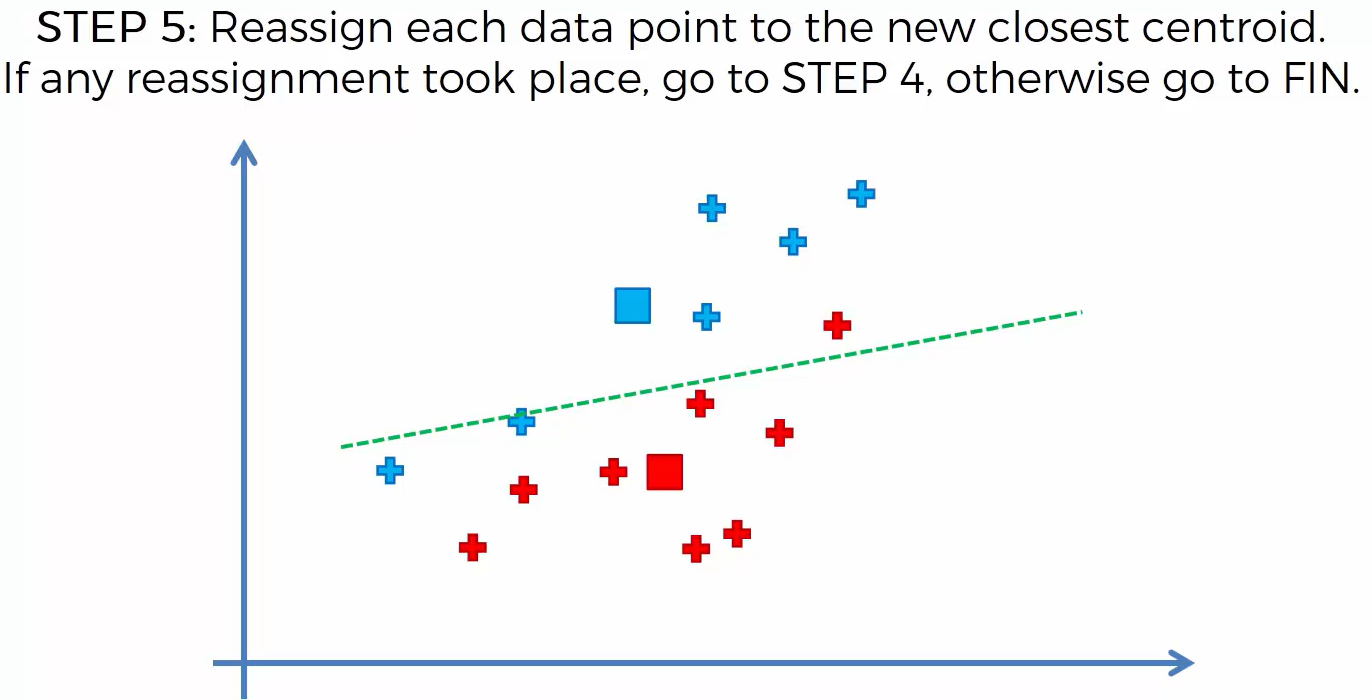 STEP 5: Reassign each data point to the new closest centroid.
If any reassignment took place, go to STEP 4, otherwise go to FIN.